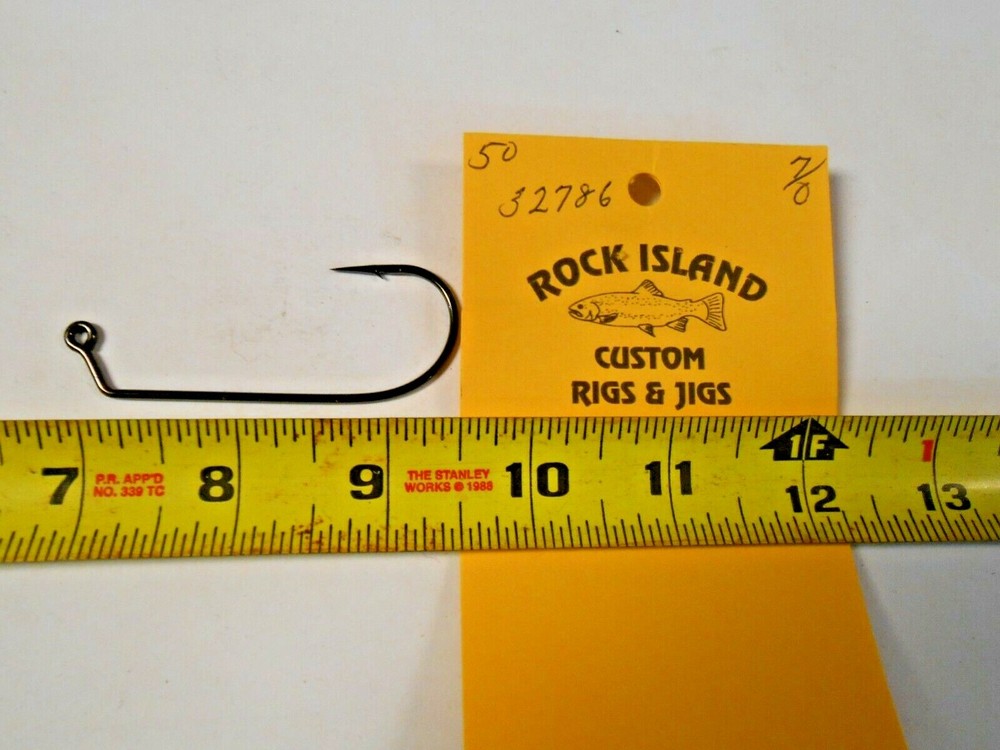 50
7/0
32786
ROCK ISLAND
CUSTOM
RIGS & JIGS
1F
1
7 P.R. APP'D 8 9 THE STANLEY 10 11 12 13
NO. 339 TC WORKS © 1988